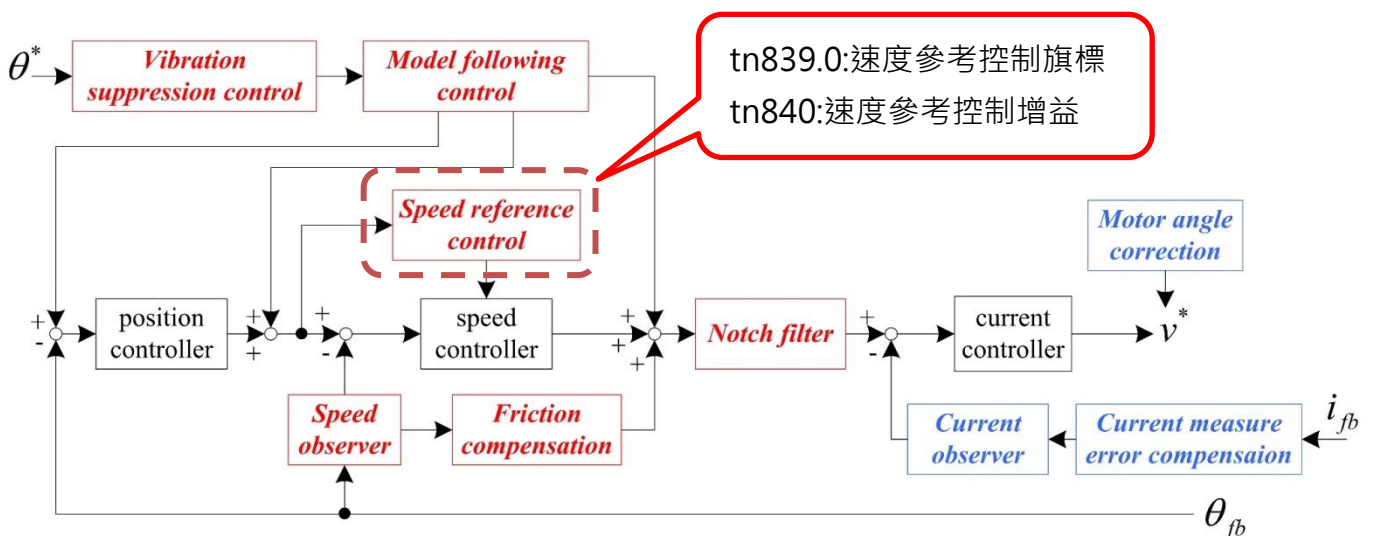 θ*
Vibration
suppression control
Model following
control
tn839.0:速度參考控制旗標
tn840:速度參考控制增益
Speed reference
control
Motor angle
correction
+
-
position
controller
+
+
+
-
speed
controller
+
+
+
Notch filter
+
-
current
controller
v*
Speed
observer
Friction
compensation
Current
observer
Current measure
error compensaion
i_fb
θ_fb